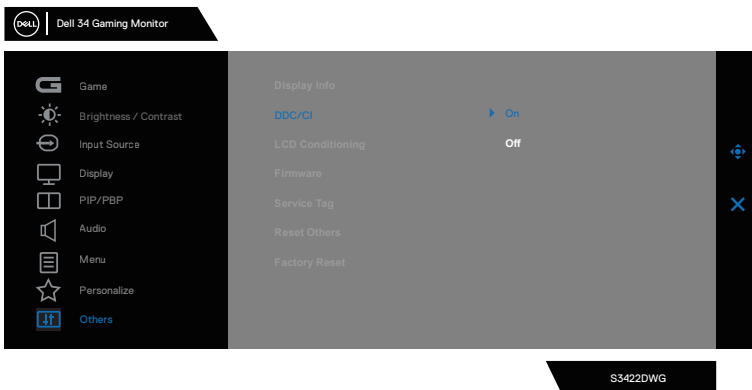 DELL
Dell 34 Gaming Monitor
Game
Brightness / Contrast
Input Source
Display
PIP/PBP
Audio
Menu
Personalize
Others
Display Info
DDC/CI
On
LCD Conditioning
Off
Firmware
Service Tag
Reset Others
Factory Reset
S3422DWG